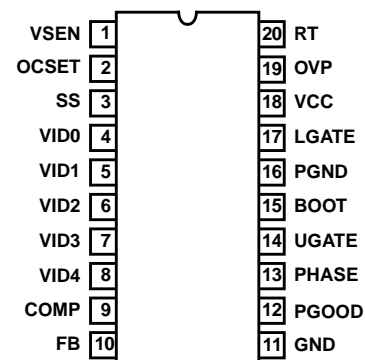 VSEN 1 20 RT
OCSET 2 19 OVP
SS 3 18 VCC
VID0 4 17 LGATE
VID1 5 16 PGND
VID2 6 15 BOOT
VID3 7 14 UGATE
VID4 8 13 PHASE
COMP 9 12 PGOOD
FB 10 11 GND